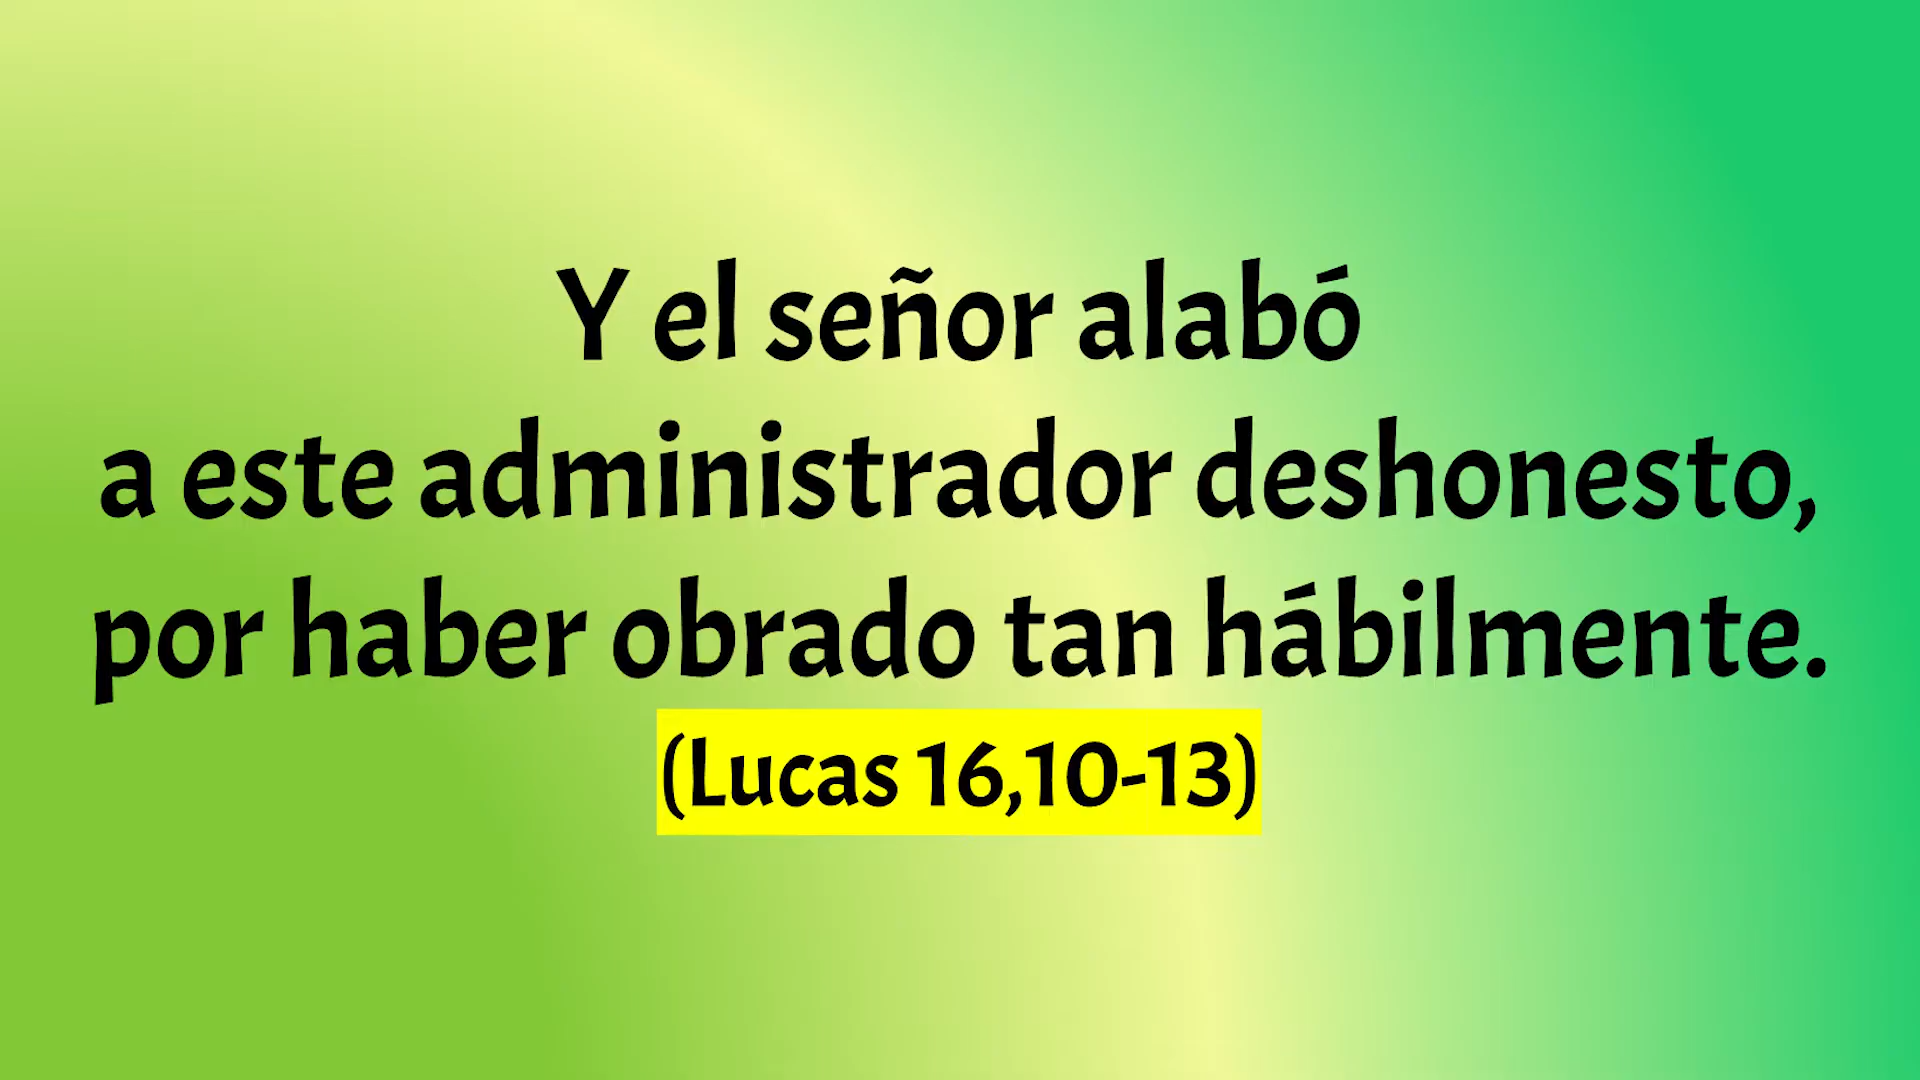 Y el señor alabó
a este administrador deshonesto,
por haber obrado tan hábilmente.
(Lucas 16,10-13)